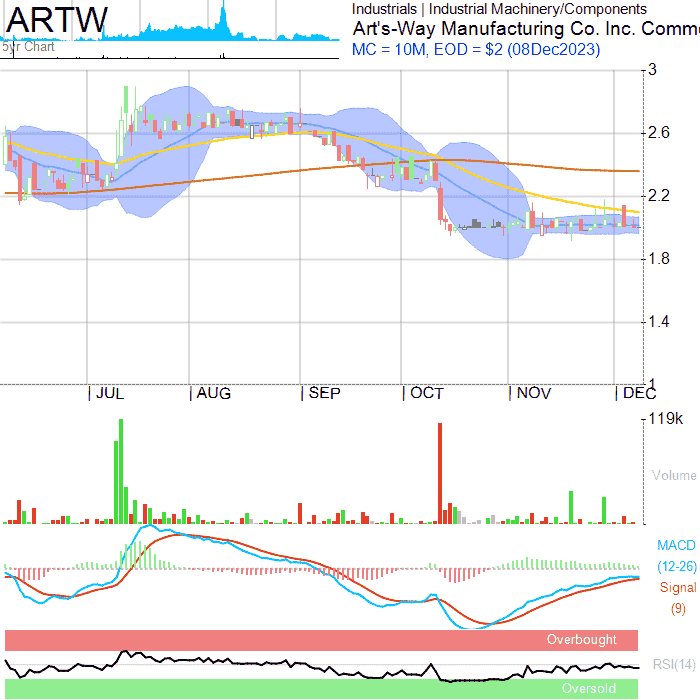 ARTW
5yr Chart
Industrials | Industrial Machinery/Components
Art's-Way Manufacturing Co. Inc. Comm
MC = 10M, EOD = $2 (08Dec2023)
3
2.6
2.2
1.8
1.4
1
JUL AUG SEP OCT NOV DEC
119k
Volume
MACD
(12-26)
Signal
(9)
Overbought
RSI(14)
Oversold